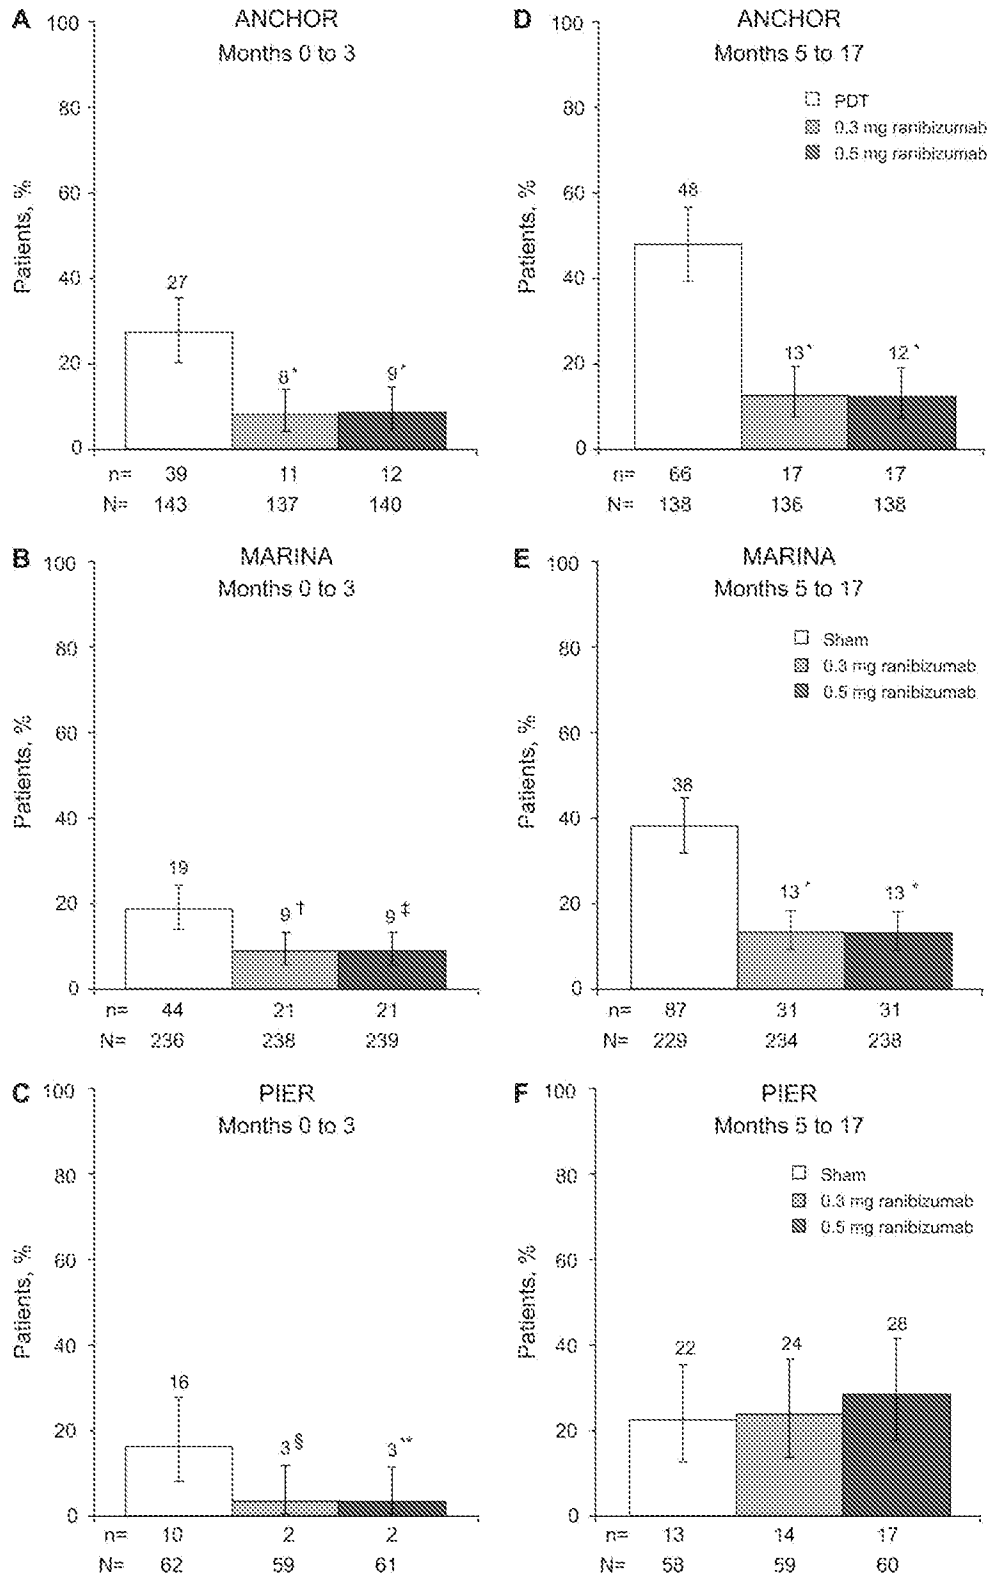 A ANCHOR
Months 0 to 3
100
80
60
40
20
0
Patients, %
27
8*
9*
n= 39 11 12
N= 143 137 140
D ANCHOR
Months 5 to 17
PDT
0.3 mg ranibizumab
0.5 mg ranibizumab
100
80
60
40
20
0
Patients, %
48
13*
12*
n= 66 17 17
N= 138 136 138
B MARINA
Months 0 to 3
100
80
60
40
20
0
Patients, %
19
9†
9‡
n= 44 21 21
N= 236 238 239
E MARINA
Months 5 to 17
Sham
0.3 mg ranibizumab
0.5 mg ranibizumab
100
80
60
40
20
0
Patients, %
38
13*
13*
n= 87 31 31
N= 229 234 238
C PIER
Months 0 to 3
100
80
60
40
20
0
Patients, %
16
3§
3
n= 10 2 2
N= 62 59 61
F PIER
Months 5 to 17
Sham
0.3 mg ranibizumab
0.5 mg ranibizumab
100
80
60
40
20
0
Patients, %
22
24
28
n= 13 14 17
N= 58 59 60